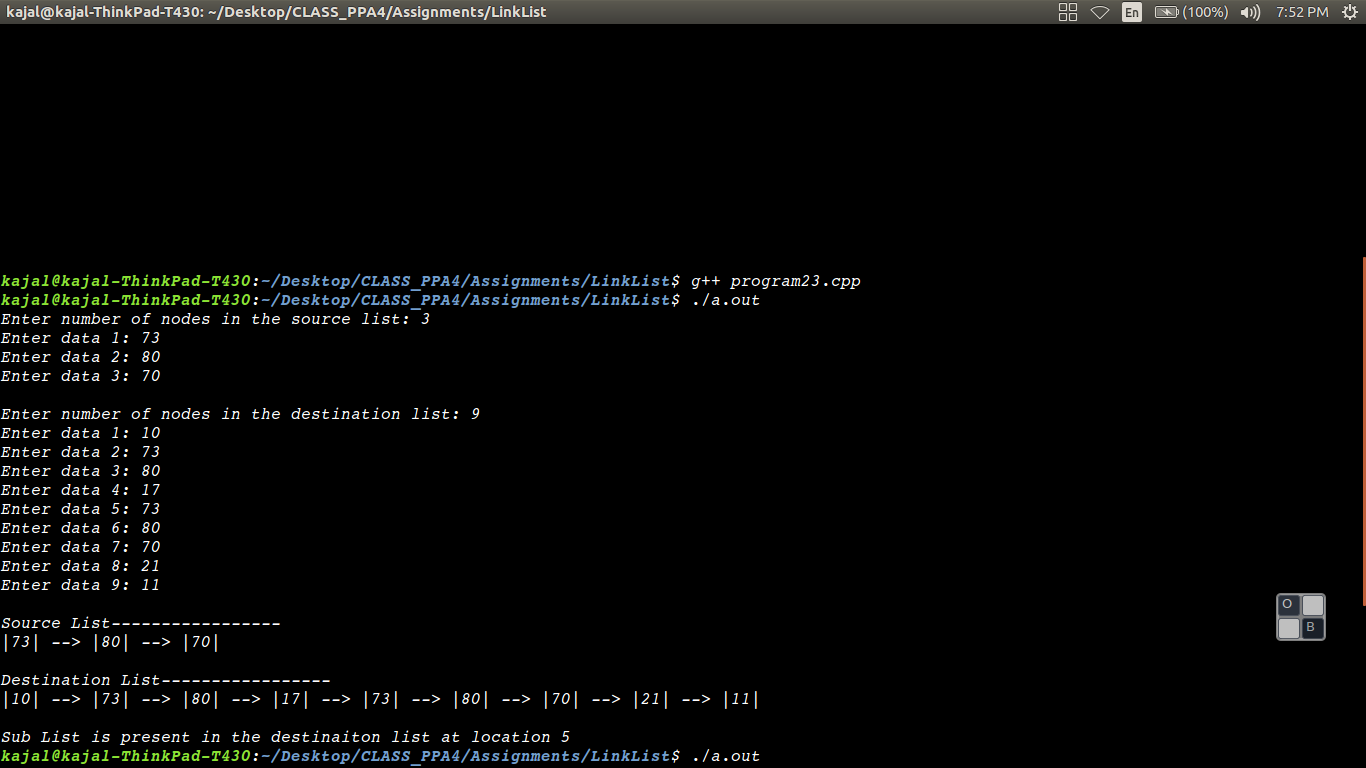 kajal@kajal-ThinkPad-T430: ~/Desktop/CLASS_PPA4/Assignments/LinkList En (100%) 7:52 PM
kajal@kajal-ThinkPad-T430:~/Desktop/CLASS_PPA4/Assignments/LinkList$ g++ program23.cpp
kajal@kajal-ThinkPad-T430:~/Desktop/CLASS_PPA4/Assignments/LinkList$ ./a.out
Enter number of nodes in the source list: 3
Enter data 1: 73
Enter data 2: 80
Enter data 3: 70
Enter number of nodes in the destination list: 9
Enter data 1: 10
Enter data 2: 73
Enter data 3: 80
Enter data 4: 17
Enter data 5: 73
Enter data 6: 80
Enter data 7: 70
Enter data 8: 21
Enter data 9: 11
O
B
Source List-----------------
|73| --> |80| --> |70|
Destination List-----------------
|10| --> |73| --> |80| --> |17| --> |73| --> |80| --> |70| --> |21| --> |11|
Sub List is present in the destinaiton list at location 5
kajal@kajal-ThinkPad-T430:~/Desktop/CLASS_PPA4/Assignments/LinkList$ ./a.out